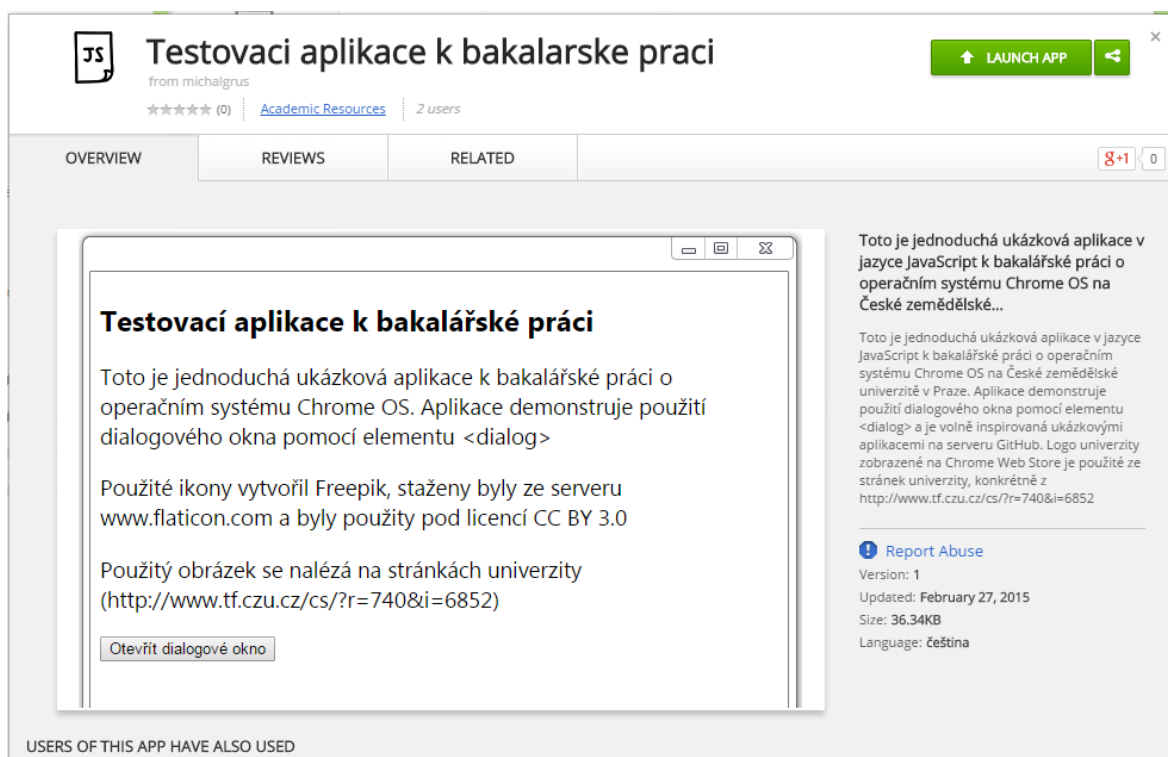 JS
Testovaci aplikace k bakalarske praci
from michalgrus
(0)
Academic Resources
2 users
LAUNCH APP
×
OVERVIEW
REVIEWS
RELATED
g+1
0
Testovací aplikace k bakalářské práci
Toto je jednoduchá ukázková aplikace k bakalářské práci o
operačním systému Chrome OS. Aplikace demonstruje použití
dialogového okna pomocí elementu <dialog>
Použité ikony vytvořil Freepik, staženy byly ze serveru
www.flaticon.com a byly použity pod licencí CC BY 3.0
Použitý obrázek se nalézá na stránkách univerzity
(http://www.tf.czu.cz/cs/?r=740&i=6852)
Otevřít dialogové okno
Toto je jednoduchá ukázková aplikace v
jazyce JavaScript k bakalářské práci o
operačním systému Chrome OS na
České zemědělské...
Toto je jednoduchá ukázková aplikace v jazyce
JavaScript k bakalářské práci o operačním
systému Chrome OS na České zemědělské
univerzitě v Praze. Aplikace demonstruje
použití dialogového okna pomocí elementu
<dialog> a je volně inspirovaná ukázkovými
aplikacemi na serveru GitHub. Logo univerzity
zobrazené na Chrome Web Store je použité ze
stránek univerzity, konkrétně z
http://www.tf.czu.cz/cs/?r=740&i=6852
Report Abuse
Version: 1
Updated: February 27, 2015
Size: 36.34KB
Language: čeština
USERS OF THIS APP HAVE ALSO USED